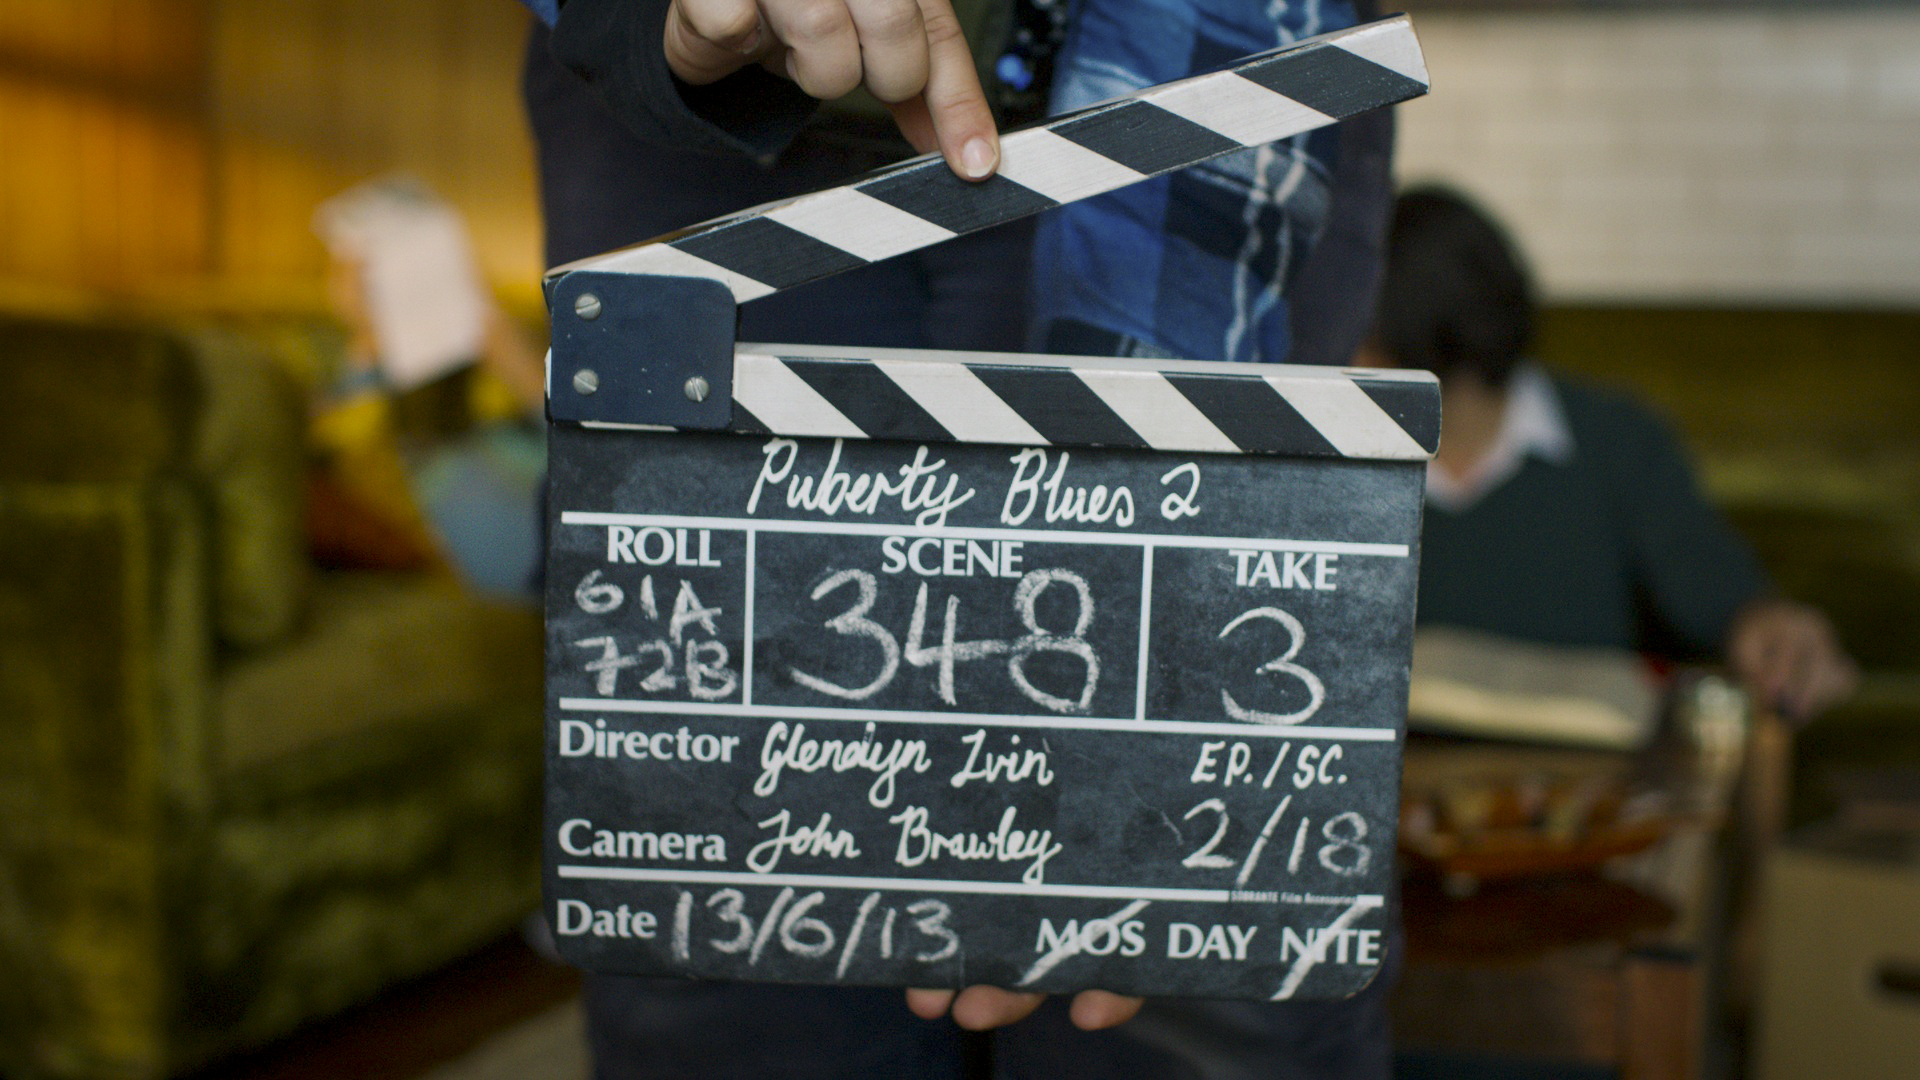 Puberty Blues 2
ROLL SCENE TAKE
61A
72B
348
3
Director Glendyn Ivin
EP./SC.
Camera John Brawley
2/18
SOBRANTE Film Accessories
Date 13/6/13 MOS DAY NITE